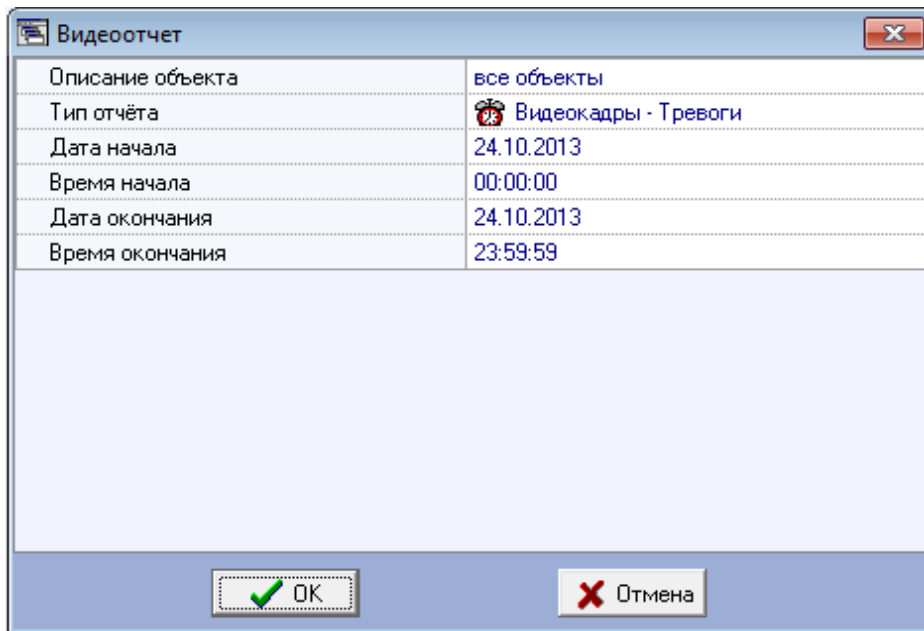 Видеоотчет
Описание объекта все объекты
Тип отчёта Видеокадры - Тревоги
Дата начала 24.10.2013
Время начала 00:00:00
Дата окончания 24.10.2013
Время окончания 23:59:59
OK Отмена